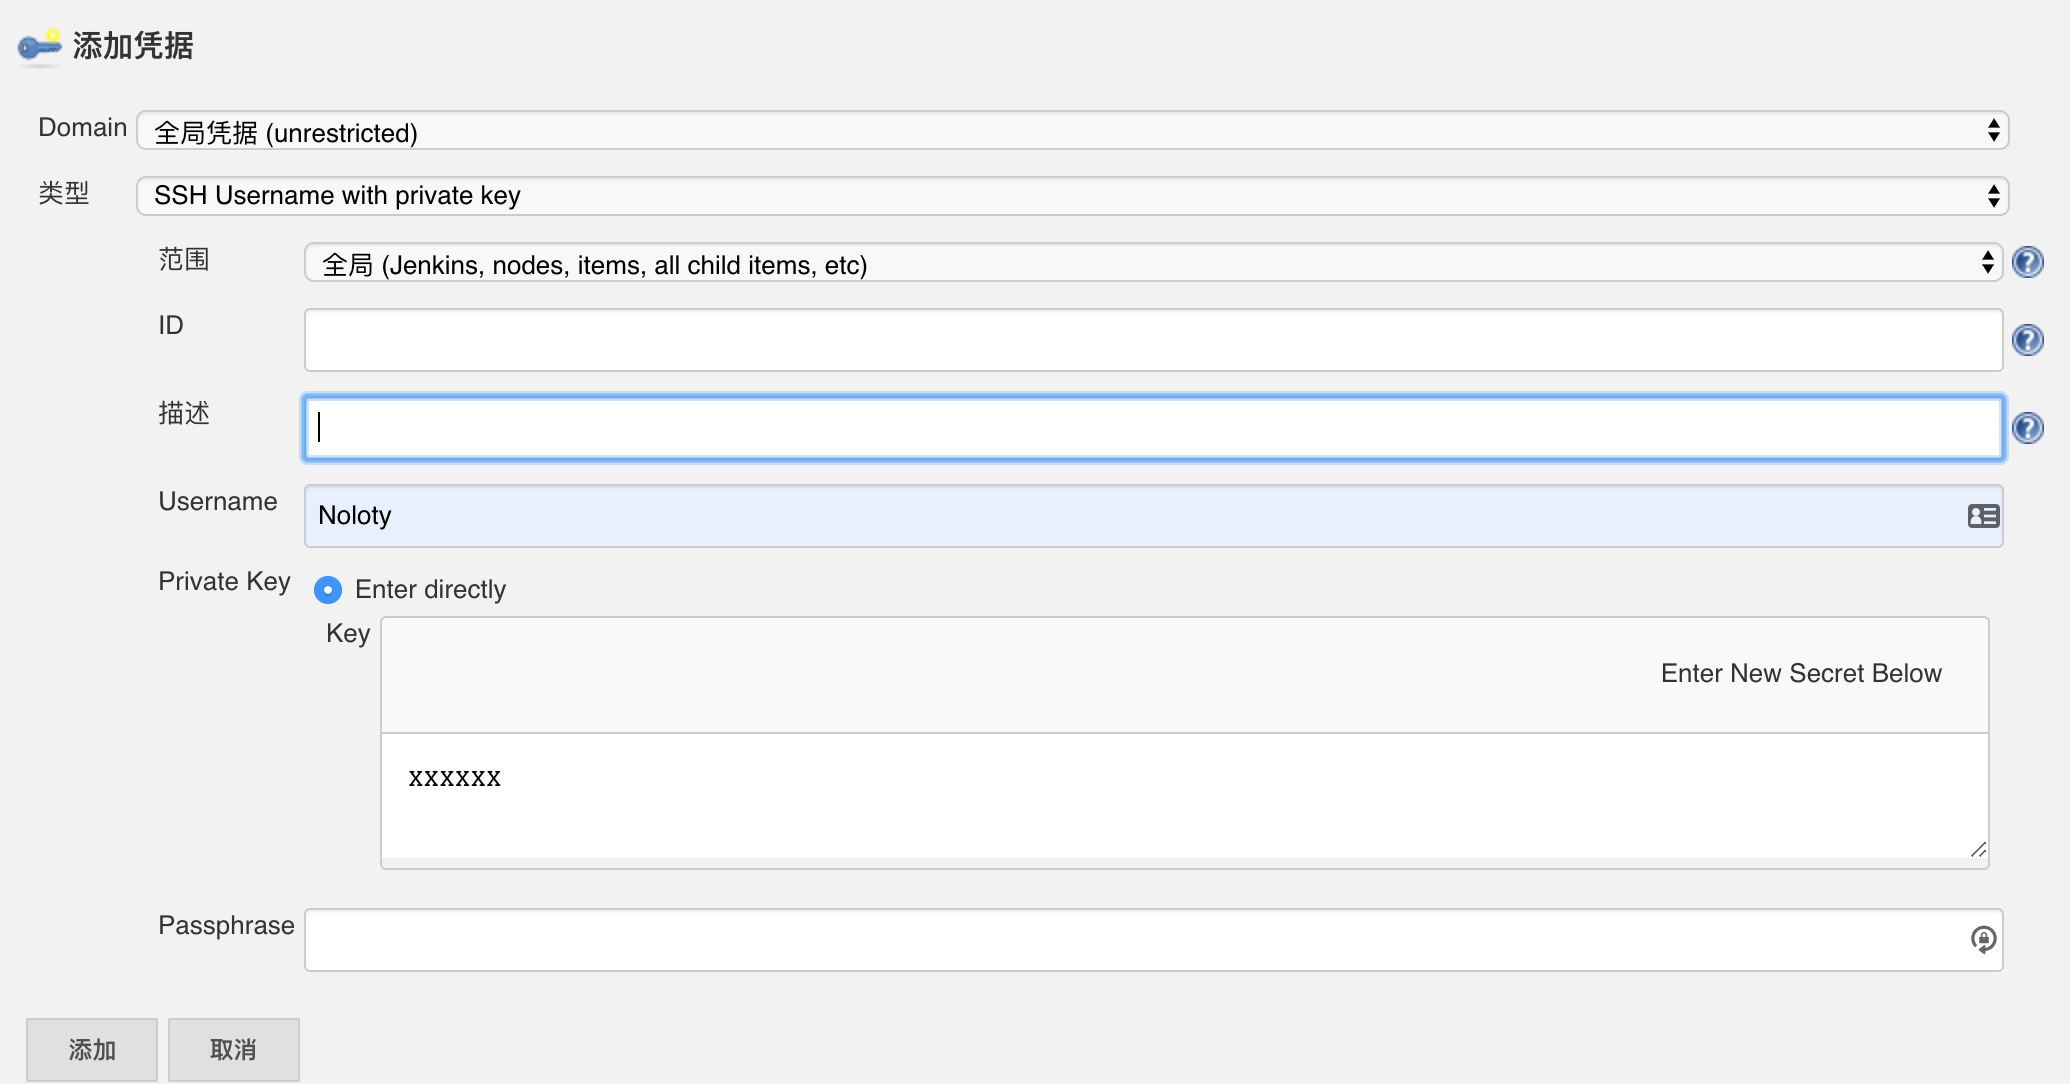 添加凭据
Domain 全局凭据 (unrestricted)
类型 SSH Username with private key
范围 全局 (Jenkins, nodes, items, all child items, etc)
ID
描述
Username Noloty
Private Key Enter directly
Key
Enter New Secret Below
xxxxxx
Passphrase
添加 取消